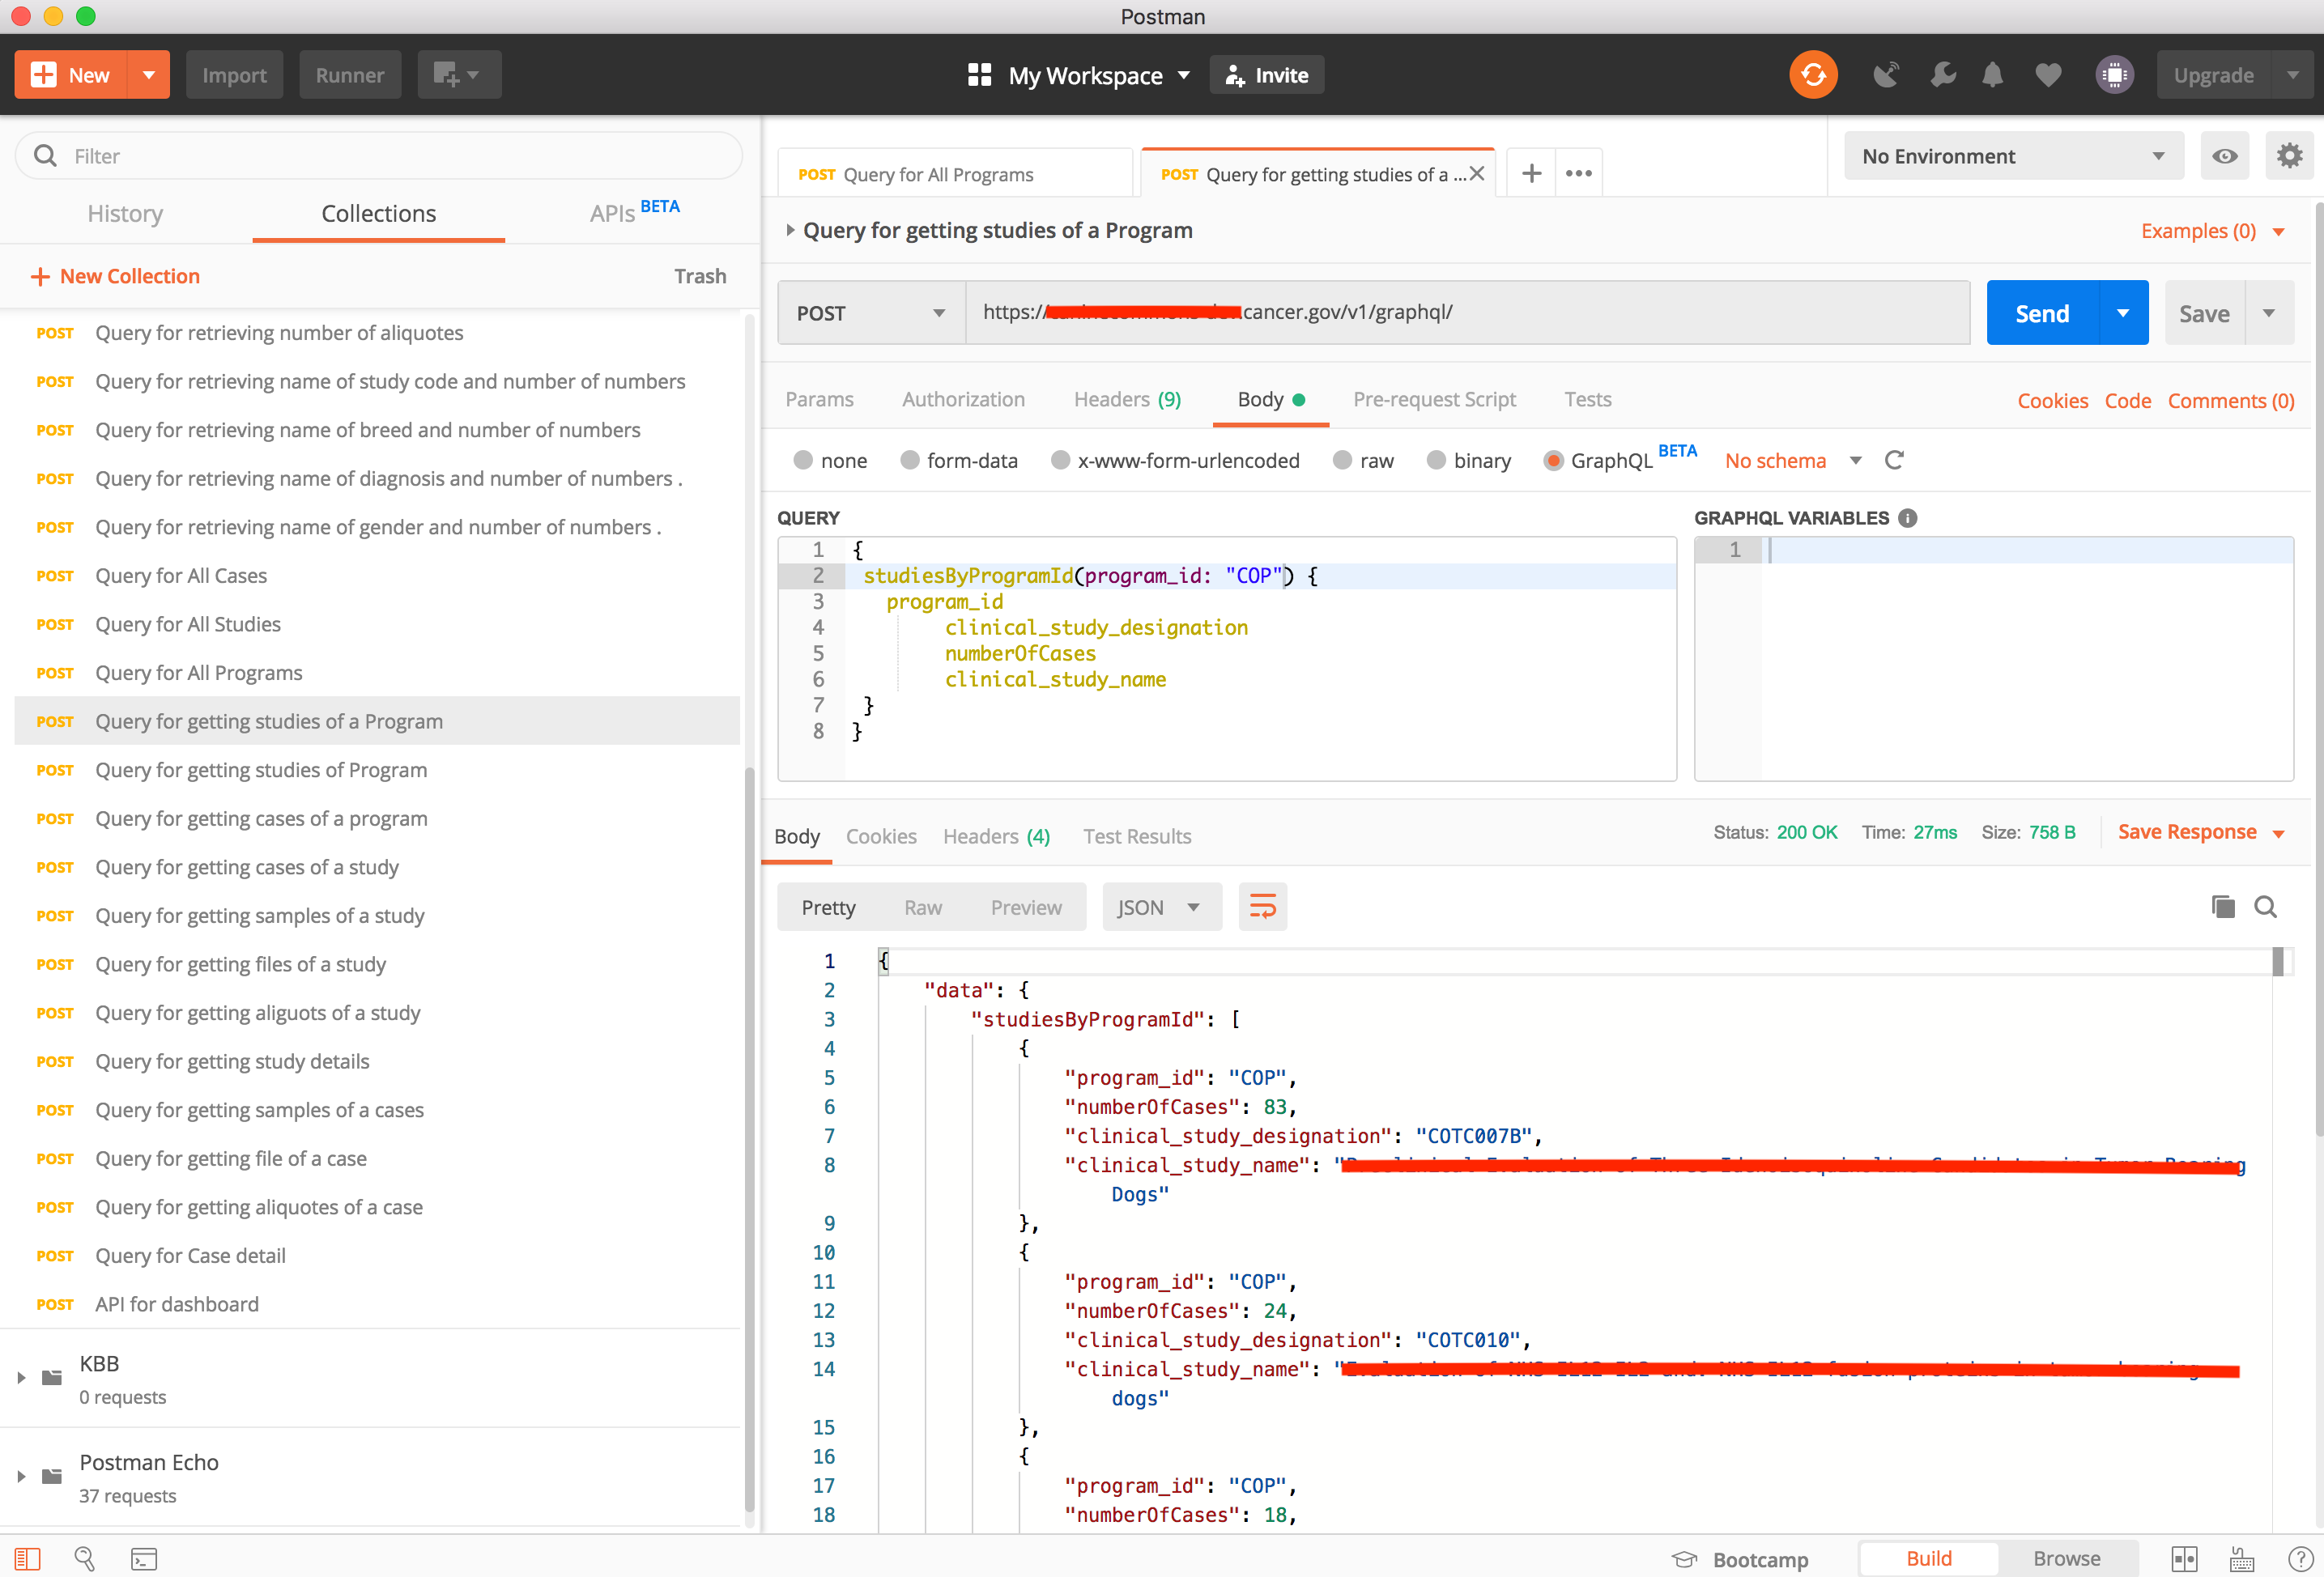 Postman
New
Import
Runner
My Workspace
Invite
Upgrade
Filter
History
Collections
APIs BETA
New Collection
Trash
POST Query for retrieving number of aliquotes
POST Query for retrieving name of study code and number of numbers
POST Query for retrieving name of breed and number of numbers
POST Query for retrieving name of diagnosis and number of numbers .
POST Query for retrieving name of gender and number of numbers .
POST Query for All Cases
POST Query for All Studies
POST Query for All Programs
POST Query for getting studies of a Program
POST Query for getting studies of Program
POST Query for getting cases of a program
POST Query for getting cases of a study
POST Query for getting samples of a study
POST Query for getting files of a study
POST Query for getting aliguots of a study
POST Query for getting study details
POST Query for getting samples of a cases
POST Query for getting file of a case
POST Query for getting aliquotes of a case
POST Query for Case detail
POST API for dashboard
KBB
0 requests
Postman Echo
37 requests
POST Query for All Programs
POST Query for getting studies of a ...
No Environment
Query for getting studies of a Program
Examples (0)
POST
https://
cancer.gov/v1/graphql/
Send
Save
Params
Authorization
Headers (9)
Body
Pre-request Script
Tests
Cookies
Code
Comments (0)
none
form-data
x-www-form-urlencoded
raw
binary
GraphQL BETA
No schema
QUERY
1 {
2 studiesByProgramId(program_id: "COP") {
3 program_id
4 clinical_study_designation
5 numberOfCases
6 clinical_study_name
7 }
8 }
GRAPHQL VARIABLES
1
Body
Cookies
Headers (4)
Test Results
Status: 200 OK
Time: 27ms
Size: 758 B
Save Response
Pretty
Raw
Preview
JSON
1 {
2 "data": {
3 "studiesByProgramId": [
4 {
5 "program_id": "COP",
6 "numberOfCases": 83,
7 "clinical_study_designation": "COTC007B",
8 "clinical_study_name": "
Dogs"
9 },
10 {
11 "program_id": "COP",
12 "numberOfCases": 24,
13 "clinical_study_designation": "COTC010",
14 "clinical_study_name": "
dogs"
15 },
16 {
17 "program_id": "COP",
18 "numberOfCases": 18,
Bootcamp
Build
Browse